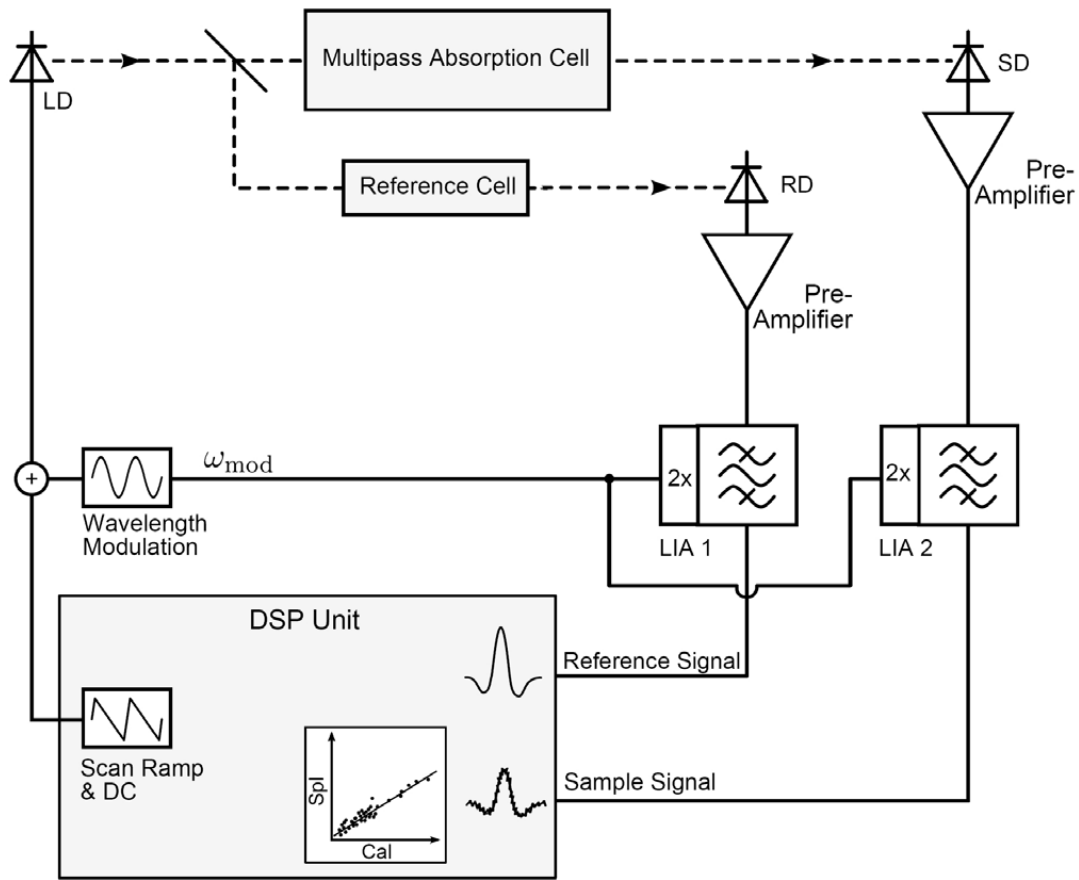 Multipass Absorption Cell
SD
LD
Pre-
Amplifier
Reference Cell
RD
Pre-
Amplifier
ωmod
2x
2x
Wavelength
Modulation
LIA 1
LIA 2
DSP Unit
Reference Signal
Scan Ramp
& DC
Spl
Cal
Sample Signal
+